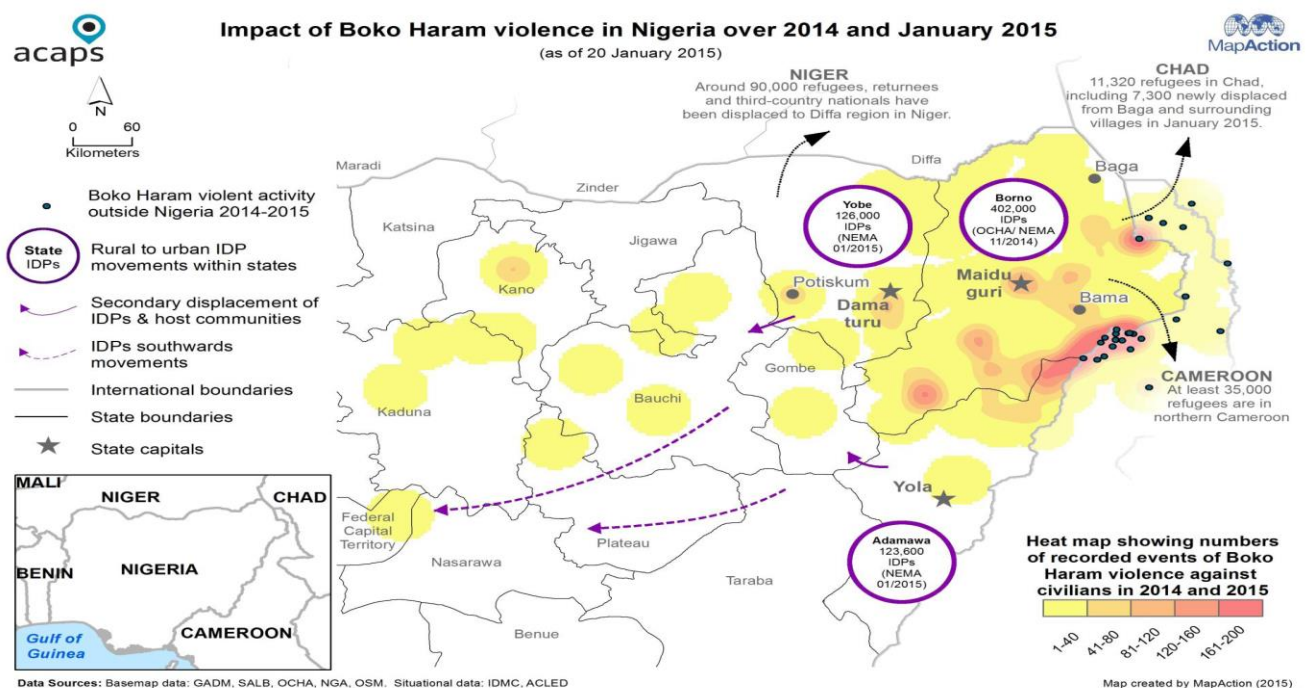 acaps
Impact of Boko Haram violence in Nigeria over 2014 and January 2015
(as of 20 January 2015)
MapAction
N
0 60
Kilometers
Boko Haram violent activity
outside Nigeria 2014-2015
State
IDPs
Rural to urban IDP
movements within states
Secondary displacement of
IDPs & host communities
IDPs southwards
movements
International boundaries
State boundaries
State capitals
NIGER
Around 90,000 refugees, returnees
and third-country nationals have
been displaced to Diffa region in Niger.
CHAD
11,320 refugees in Chad,
including 7,300 newly displaced
from Baga and surrounding
villages in January 2015.
Maradi
Zinder
Diffa
Baga
Katsina
Jigawa
Kano
Yobe
126,000
IDPs
(NEMA
01/2015)
Borno
402,000
IDPs
(OCHA/ NEMA
11/2014)
Potiskum
Dama
turu
Maidu
guri
Bama
Gombe
Bauchi
Kaduna
CAMEROON
At least 35,000
refugees are in
northern Cameroon
Yola
Federal
Capital
Territory
Plateau
Nasarawa
Taraba
Benue
Adamawa
123,600
IDPs
(NEMA
01/2015)
MALI
NIGER
CHAD
BENIN
NIGERIA
CAMEROON
Gulf of
Guinea
Heat map showing numbers
of recorded events of Boko
Haram violence against
civilians in 2014 and 2015
1-40
41-80
81-120
120-160
161-200
Data Sources: Basemap data: GADM, SALB, OCHA, NGA, OSM. Situational data: IDMC, ACLED
Map created by MapAction (2015)